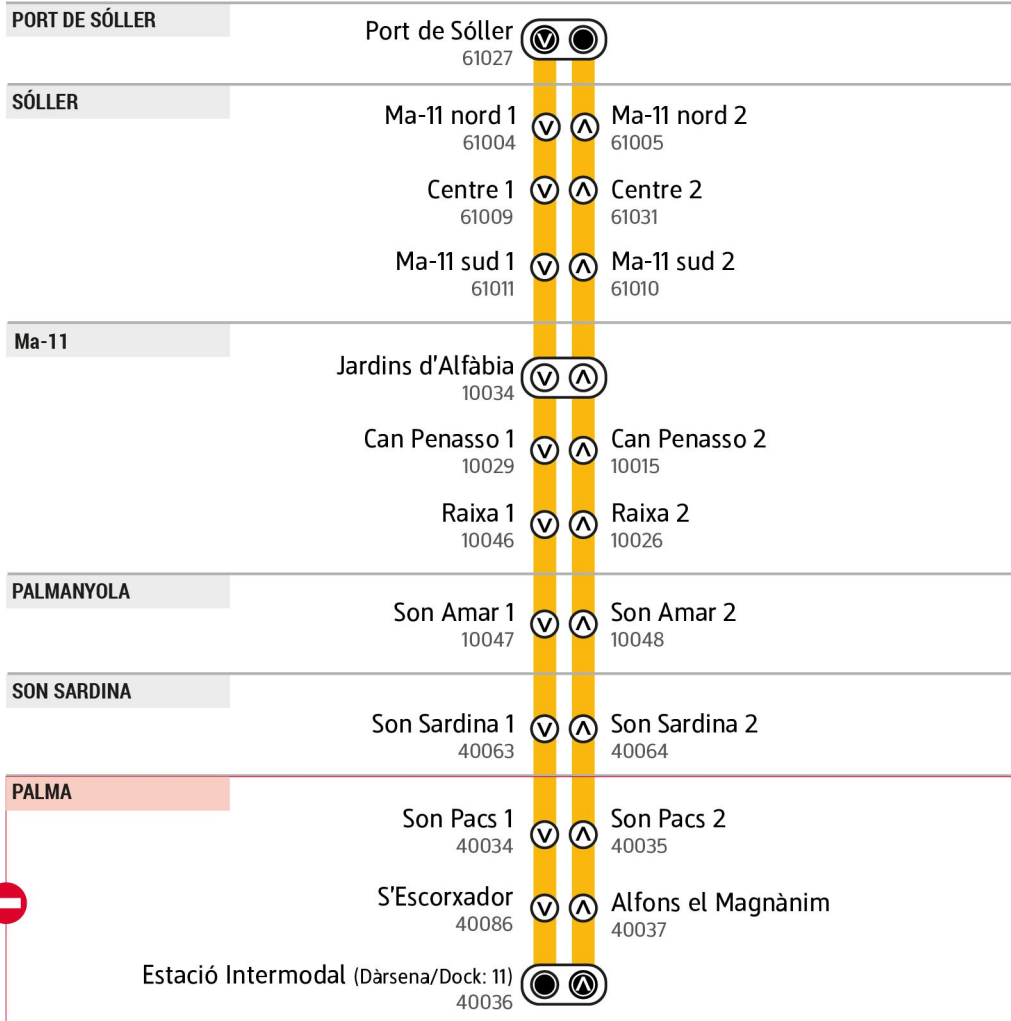 PORT DE SÓLLER
Port de Sóller
61027
SÓLLER
Ma-11 nord 1
61004
Ma-11 nord 2
61005
Centre 1
61009
Centre 2
61031
Ma-11 sud 1
61011
Ma-11 sud 2
61010
Ma-11
Jardins d'Alfàbia
10034
Can Penasso 1
10029
Can Penasso 2
10015
Raixa 1
10046
Raixa 2
10026
PALMANYOLA
Son Amar 1
10047
Son Amar 2
10048
SON SARDINA
Son Sardina 1
40063
Son Sardina 2
40064
PALMA
Son Pacs 1
40034
Son Pacs 2
40035
S'Escorxador
40086
Alfons el Magnànim
40037
Estació Intermodal (Dàrsena/Dock: 11)
40036